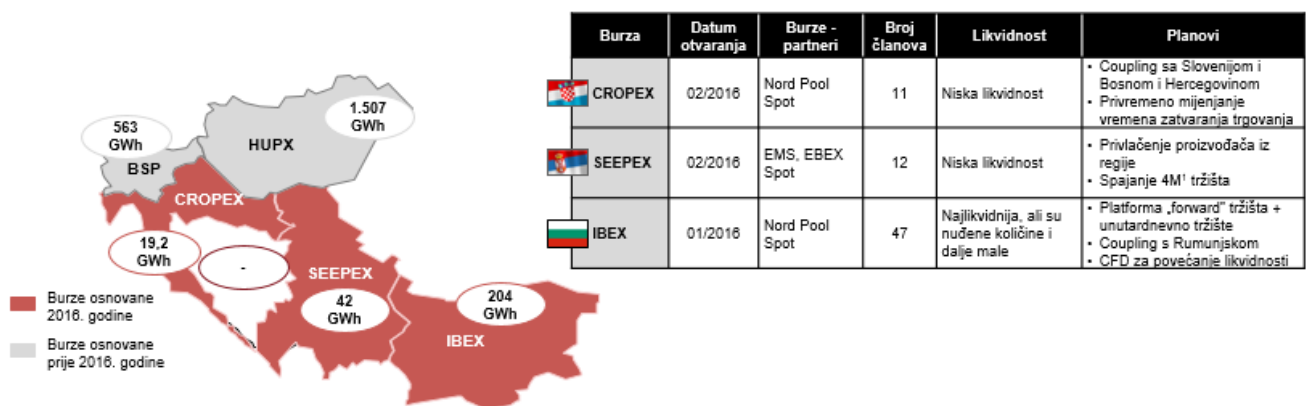 Burza
Datum
otvaranja
Burze -
partneri
Broj
članova
Likvidnost
Planovi
CROPEX
02/2016
Nord Pool
Spot
11
Niska likvidnost
• Coupling sa Slovenijom i
Bosnom i Hercegovinom
• Privremeno mijenjanje
vremena zatvaranja trgovanja
SEEPEX
02/2016
EMS, EBEX
Spot
12
Niska likvidnost
• Privlačenje proizvođača iz
regije
• Spajanje 4M¹ tržišta
IBEX
01/2016
Nord Pool
Spot
47
Najlikvidnija, ali su
nuđene količine i
dalje male
• Platforma „forward" tržišta +
unutardnevno tržište
• Coupling s Rumunjskom
• CFD za povećanje likvidnosti
1.507
GWh
563
GWh
HUPX
BSP
CROPEX
19,2
GWh
-
SEEPEX
42
GWh
204
GWh
IBEX
Burze osnovane
2016. godine
Burze osnovane
prije 2016. godine